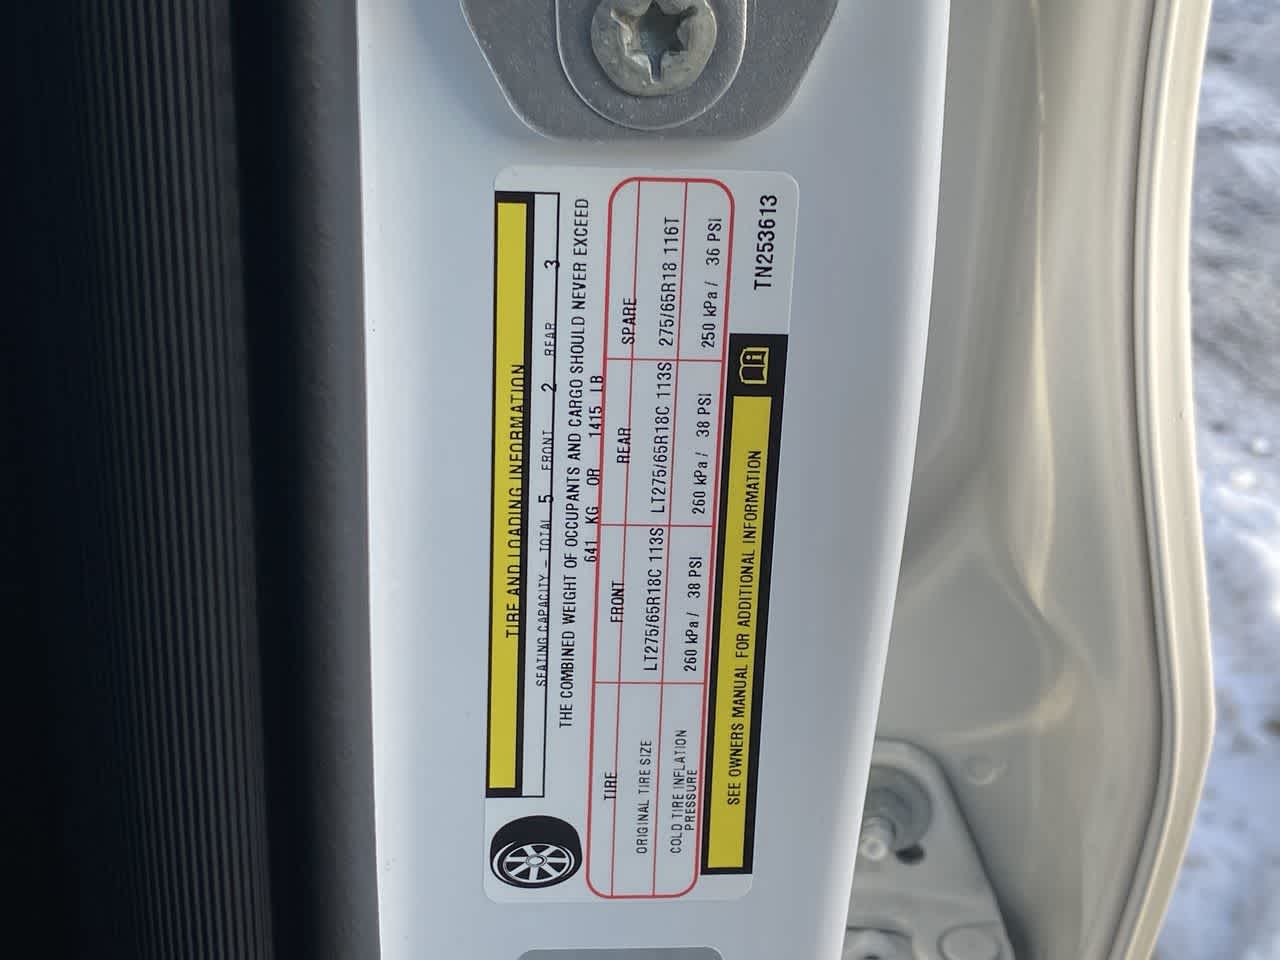 TIRE AND LOADING INFORMATION
SEATING CAPACITY - TOTAL 5 FRONT 2 REAR 3
THE COMBINED WEIGHT OF OCCUPANTS AND CARGO SHOULD NEVER EXCEED
641 KG OR 1415 LB
TIRE FRONT REAR SPARE
ORIGINAL TIRE SIZE LT275/65R18C 113S LT275/65R18C 113S 275/65R18 116T
COLD TIRE INFLATION PRESSURE 260 kPa / 38 PSI 260 kPa / 38 PSI 250 kPa / 36 PSI
SEE OWNERS MANUAL FOR ADDITIONAL INFORMATION
TN253613